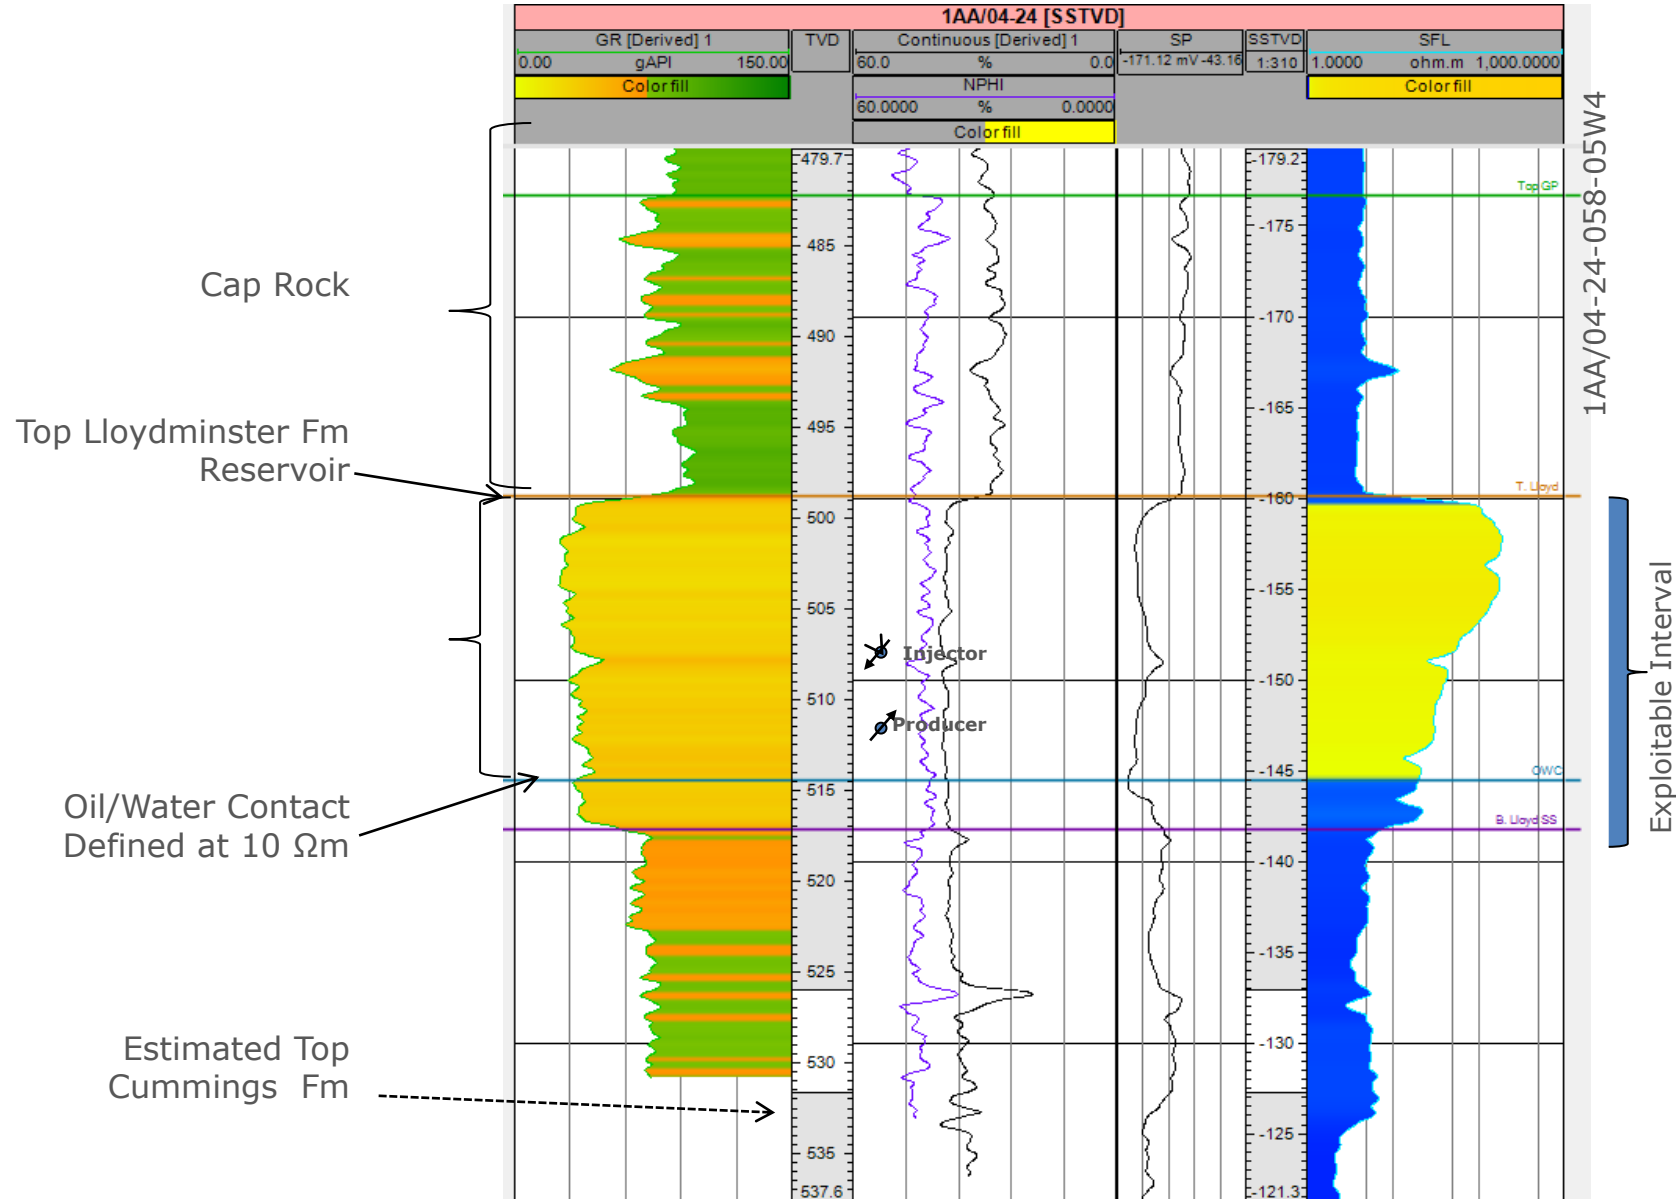 1AA/04-24 [SSTVD]
GR [Derived] 1
0.00 gAPI 150.00
Color fill
TVD
Continuous [Derived] 1
60.0 % 0.0
NPHI
60.0000 % 0.0000
Color fill
SP
-171.12 mV -43.16
SSTVD
1:310
SFL
1.0000 ohm.m 1,000.0000
Color fill
1AA/04-24-058-05W4
Cap Rock
Top Lloydminster Fm
Reservoir
Oil/Water Contact
Defined at 10 Ωm
Estimated Top
Cummings Fm
479.7
485
490
495
500
505
510
515
520
525
530
535
537.6
Injector
Producer
-179.2
-175
-170
-165
-160
-155
-150
-145
-140
-135
-130
-125
-121.3
Top GP
T. Lloyd
OWC
B. Lloyd SS
Exploitable Interval